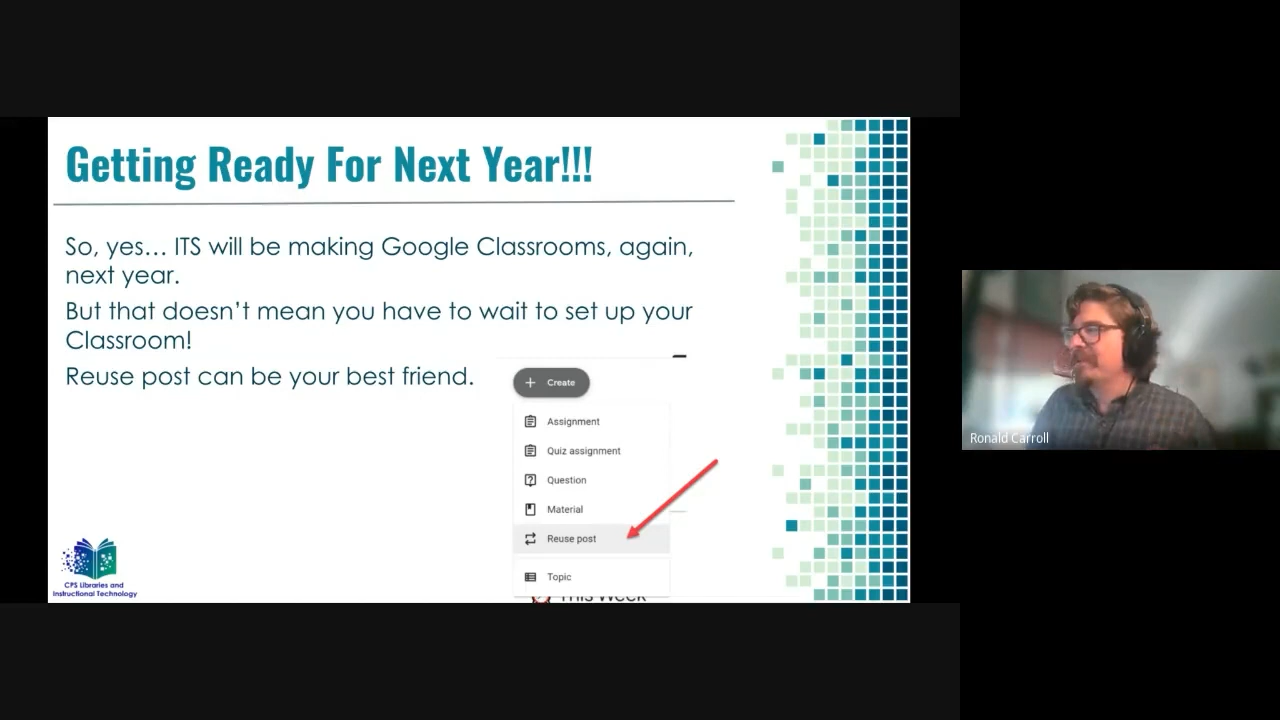 Getting Ready For Next Year!!!
So, yes... ITS will be making Google Classrooms, again,
next year.
But that doesn't mean you have to wait to set up your
Classroom!
Reuse post can be your best friend.
+ Create
Assignment
Quiz assignment
Question
Material
Reuse post
Topic
This Week
CPS Libraries and
Instructional Technology
Ronald Carroll